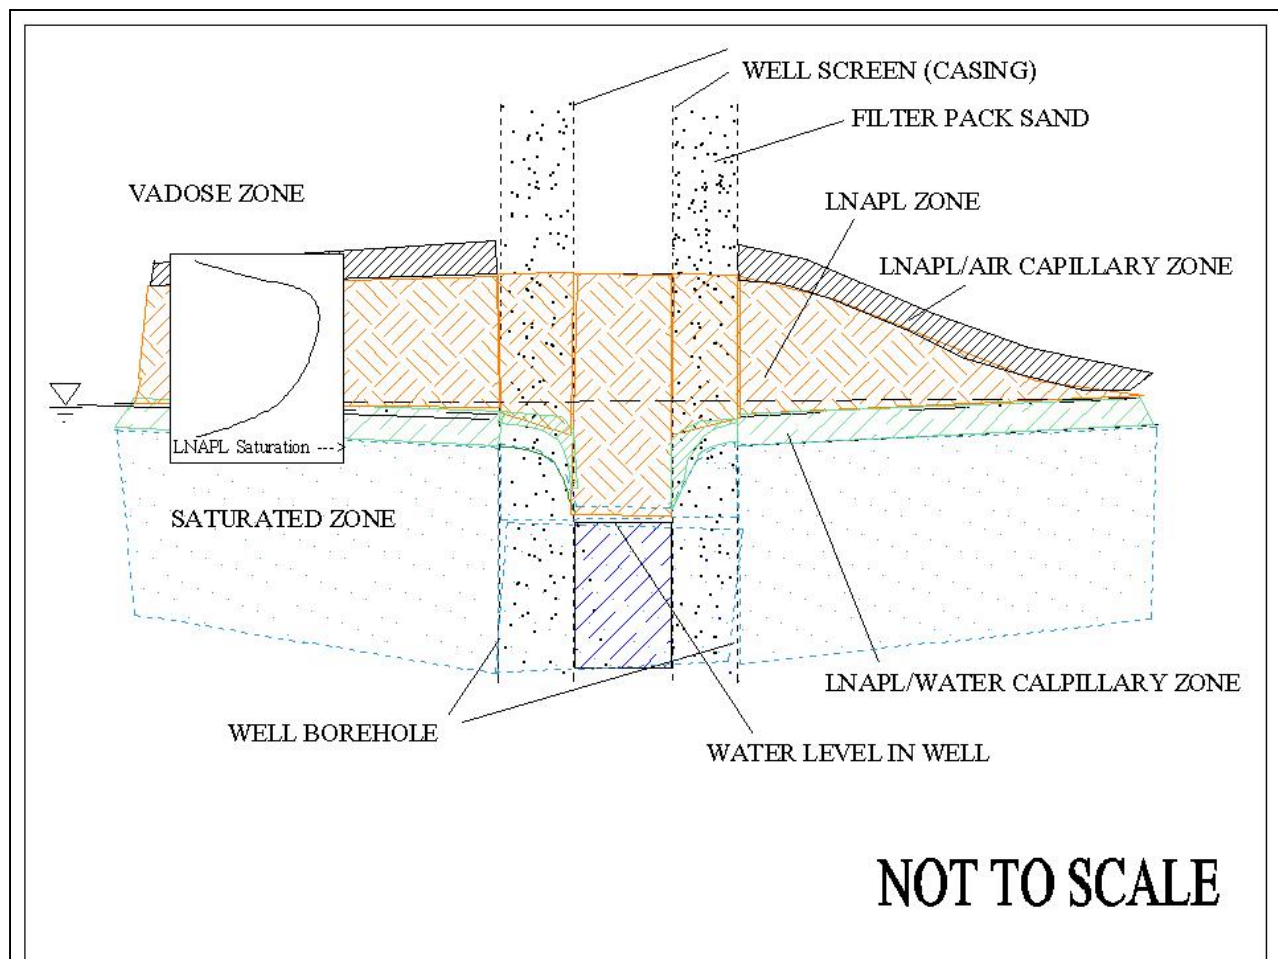 WELL SCREEN (CASING)
FILTER PACK SAND
VADOSE ZONE
LNAPL ZONE
LNAPL/AIR CAPILLARY ZONE
LNAPL Saturation --->
SATURATED ZONE
LNAPL/WATER CALPILLARY ZONE
WELL BOREHOLE
WATER LEVEL IN WELL
NOT TO SCALE